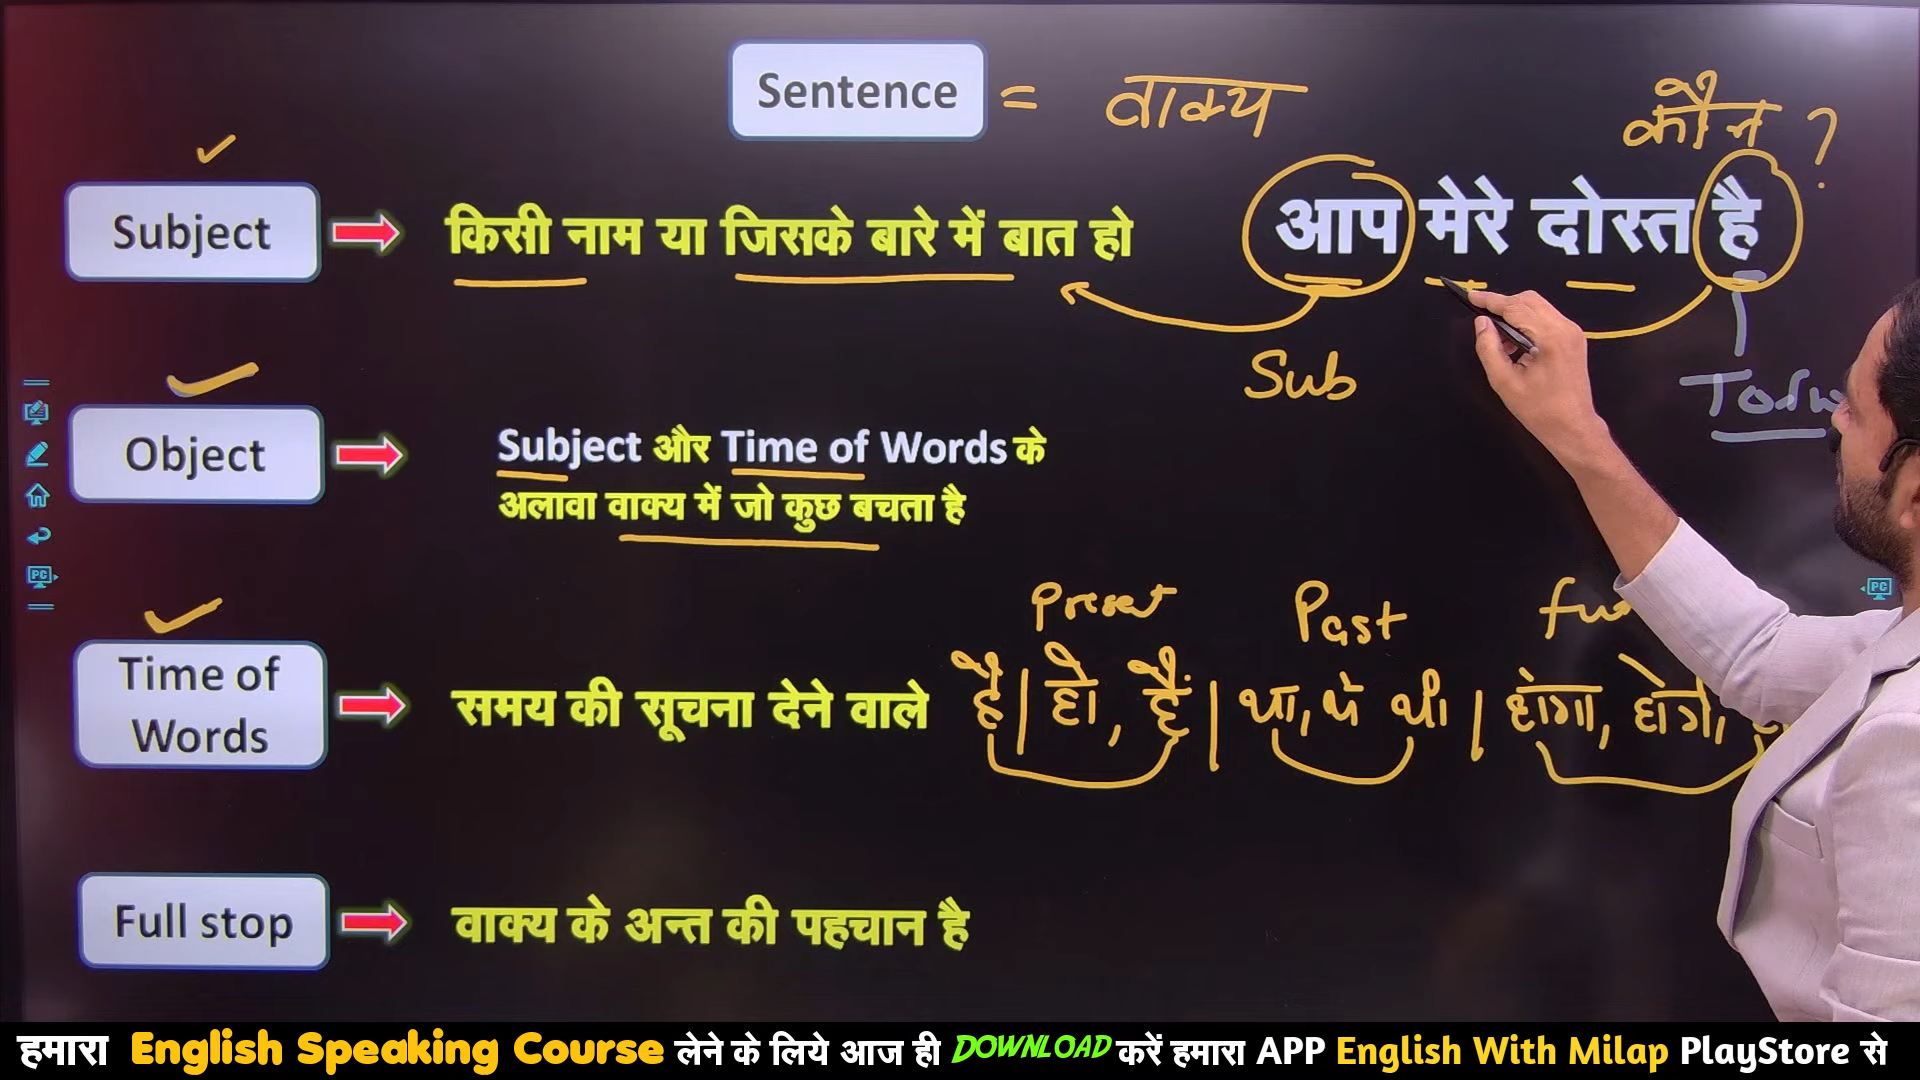 Sentence = वाक्य
कौन ?
Subject
किसी नाम या जिसके बारे में बात हो
आप मेरे दोस्त है
Sub
Object
Subject और Time of Words के
अलावा वाक्य में जो कुछ बचता है
Preset
Past
Time of
Words
समय की सूचना देने वाले
है | हो, हैं | था, थे थी | होगा, होगे,
Full stop
वाक्य के अन्त की पहचान है
हमारा English Speaking Course लेने के लिये आज ही DOWNLOAD करें हमारा APP English With Milap PlayStore से